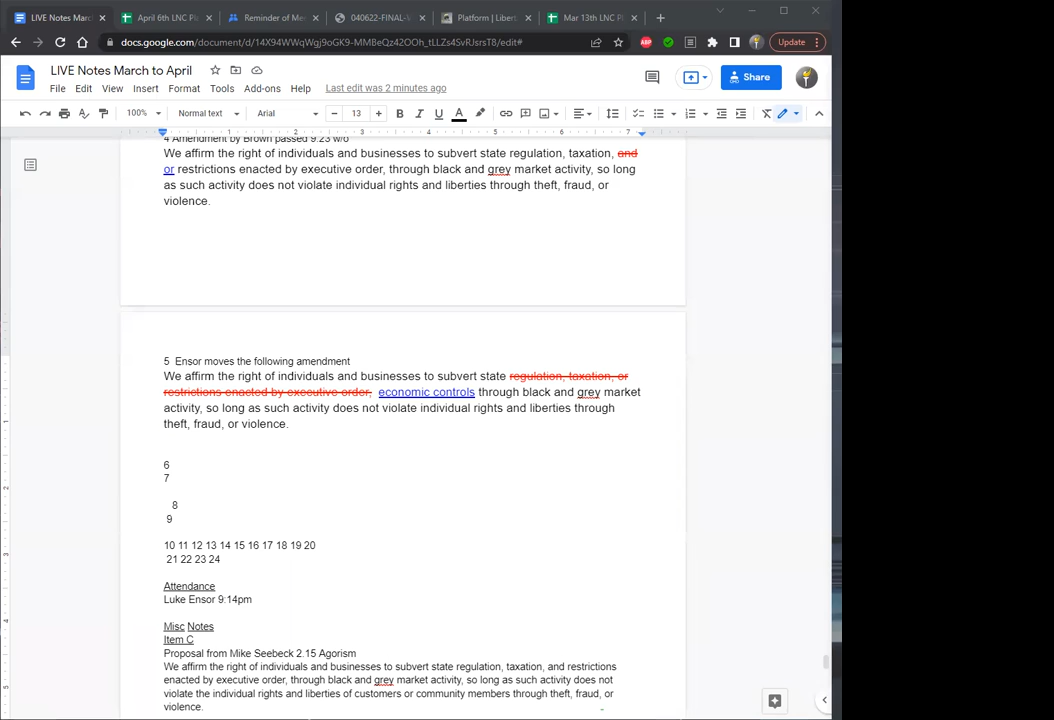 LIVE Notes Marc
April 6th LNC Pl
Reminder of Me
040622-FINAL-
Platform | Libert
Mar 13th LNC Pl
docs.google.com/document/d/14X94WWqWgj9oGK9-MMBeQz42OOh_tLLZs4SvRJsrsT8/edit#
ABP
Update
LIVE Notes March to April
File Edit View Insert Format Tools Add-ons Help Last edit was 2 minutes ago
Share
100% Normal text Arial 13 B I U A
1 2 3 4 5 6 7
4 Amendment by Brown passed 9:23 w/o
We affirm the right of individuals and businesses to subvert state regulation, taxation, and
or restrictions enacted by executive order, through black and grey market activity, so long
as such activity does not violate individual rights and liberties through theft, fraud, or
violence.
5 Ensor moves the following amendment
We affirm the right of individuals and businesses to subvert state regulation, taxation, or
restrictions enacted by executive order, economic controls through black and grey market
activity, so long as such activity does not violate individual rights and liberties through
theft, fraud, or violence.
6
7
8
9
10 11 12 13 14 15 16 17 18 19 20
21 22 23 24
Attendance
Luke Ensor 9:14pm
Misc Notes
Item C
Proposal from Mike Seebeck 2.15 Agorism
We affirm the right of individuals and businesses to subvert state regulation, taxation, and restrictions
enacted by executive order, through black and grey market activity, so long as such activity does not
violate the individual rights and liberties of customers or community members through theft, fraud, or
violence.